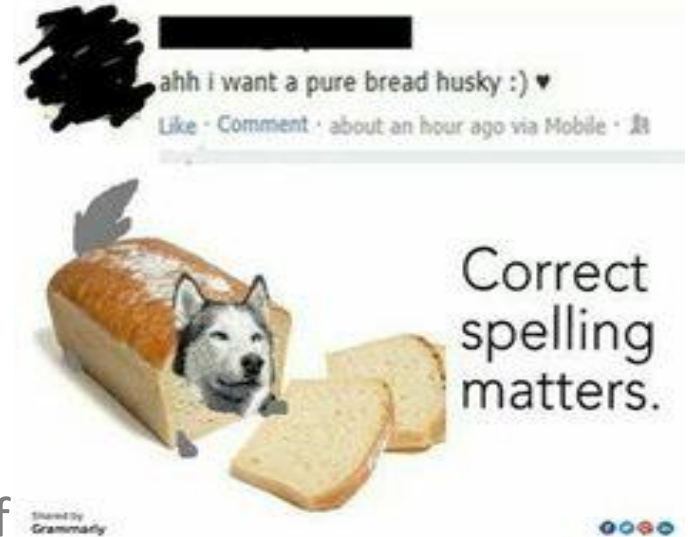 ahh i want a pure bread husky :) ♥
Like · Comment · about an hour ago via Mobile ·
Correct
spelling
matters.
f
Shared by
Grammarly